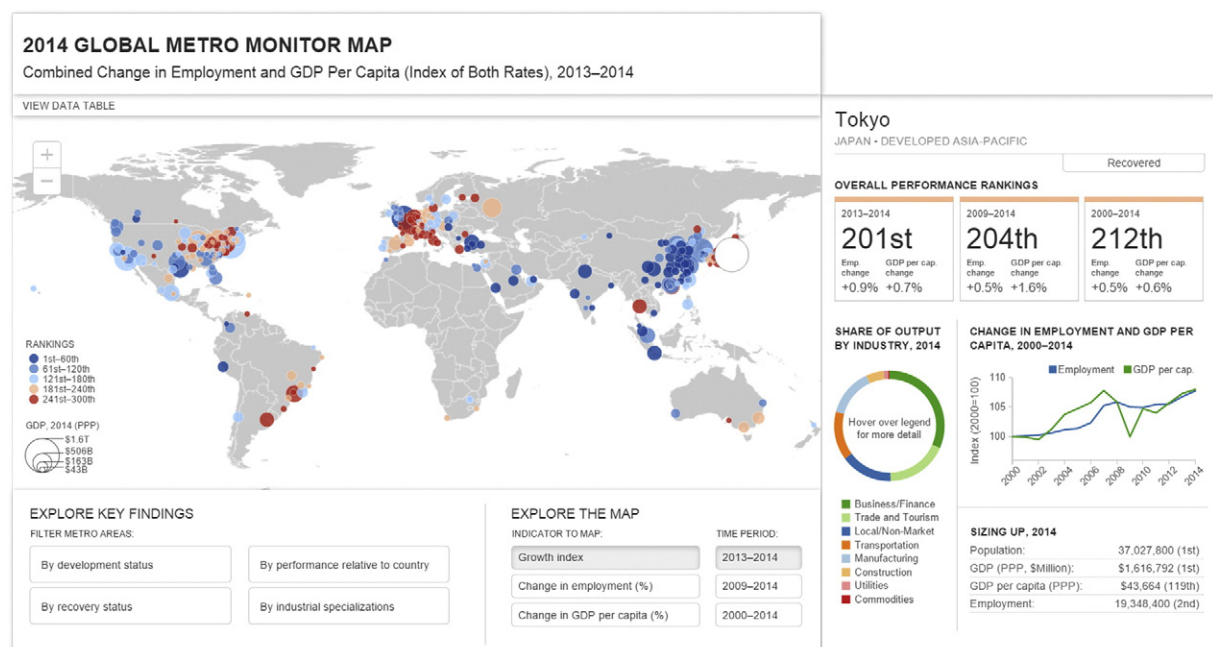 2014 GLOBAL METRO MONITOR MAP
Combined Change in Employment and GDP Per Capita (Index of Both Rates), 2013–2014
VIEW DATA TABLE
+
−
RANKINGS
1st–60th
61st–120th
121st–180th
181st–240th
241st–300th
GDP, 2014 (PPP)
$1.6T
$506B
$163B
$43B
EXPLORE KEY FINDINGS
FILTER METRO AREAS:
By development status
By performance relative to country
By recovery status
By industrial specializations
EXPLORE THE MAP
INDICATOR TO MAP:
TIME PERIOD:
Growth index
2013–2014
Change in employment (%)
2009–2014
Change in GDP per capita (%)
2000–2014
Tokyo
JAPAN • DEVELOPED ASIA-PACIFIC
Recovered
OVERALL PERFORMANCE RANKINGS
2013–2014
201st
Emp. change
GDP per cap. change
+0.9%
+0.7%
2009–2014
204th
Emp. change
GDP per cap. change
+0.5%
+1.6%
2000–2014
212th
Emp. change
GDP per cap. change
+0.5%
+0.6%
SHARE OF OUTPUT
BY INDUSTRY, 2014
Hover over legend
for more detail
Business/Finance
Trade and Tourism
Local/Non-Market
Transportation
Manufacturing
Construction
Utilities
Commodities
CHANGE IN EMPLOYMENT AND GDP PER
CAPITA, 2000–2014
Employment
GDP per cap.
Index (2000=100)
110
105
100
2000
2002
2004
2006
2008
2010
2012
2014
SIZING UP, 2014
Population: 37,027,800 (1st)
GDP (PPP, $Million): $1,616,792 (1st)
GDP per capita (PPP): $43,664 (119th)
Employment: 19,348,400 (2nd)